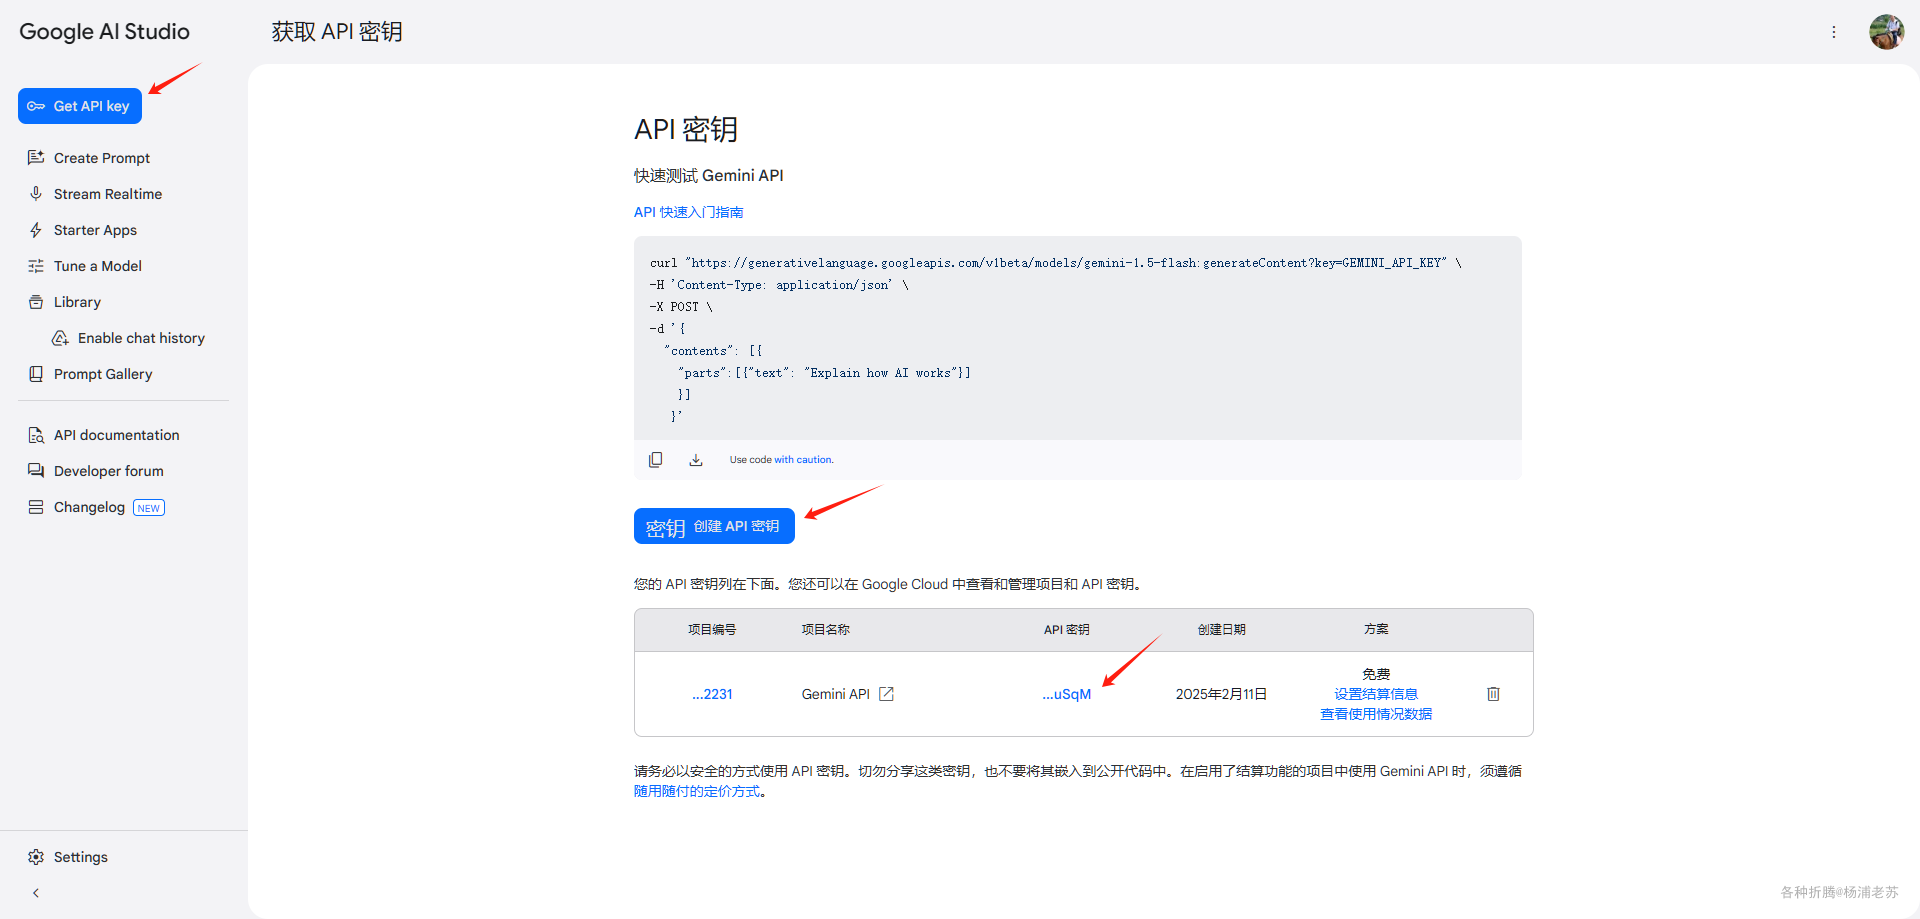 Google AI Studio
获取 API 密钥
Get API key
Create Prompt
Stream Realtime
Starter Apps
Tune a Model
Library
Enable chat history
Prompt Gallery
API documentation
Developer forum
Changelog NEW
Settings
API 密钥
快速测试 Gemini API
API 快速入门指南
curl "https://generativelanguage.googleapis.com/v1beta/models/gemini-1.5-flash:generateContent?key=GEMINI_API_KEY" \
-H 'Content-Type: application/json' \
-X POST \
-d '{
"contents": [{
"parts":[{"text": "Explain how AI works"}]
}]
}'
Use code with caution.
密钥 创建 API 密钥
您的 API 密钥列在下面。您还可以在 Google Cloud 中查看和管理项目和 API 密钥。
项目编号 项目名称 API 密钥 创建日期 方案
...2231 Gemini API ...uSqM 2025年2月11日 免费
设置结算信息
查看使用情况数据
请务必以安全的方式使用 API 密钥。切勿分享这类密钥，也不要将其嵌入到公开代码中。在启用了结算功能的项目中使用 Gemini API 时，须遵循
随用随付的定价方式。
各种折腾@杨浦老苏